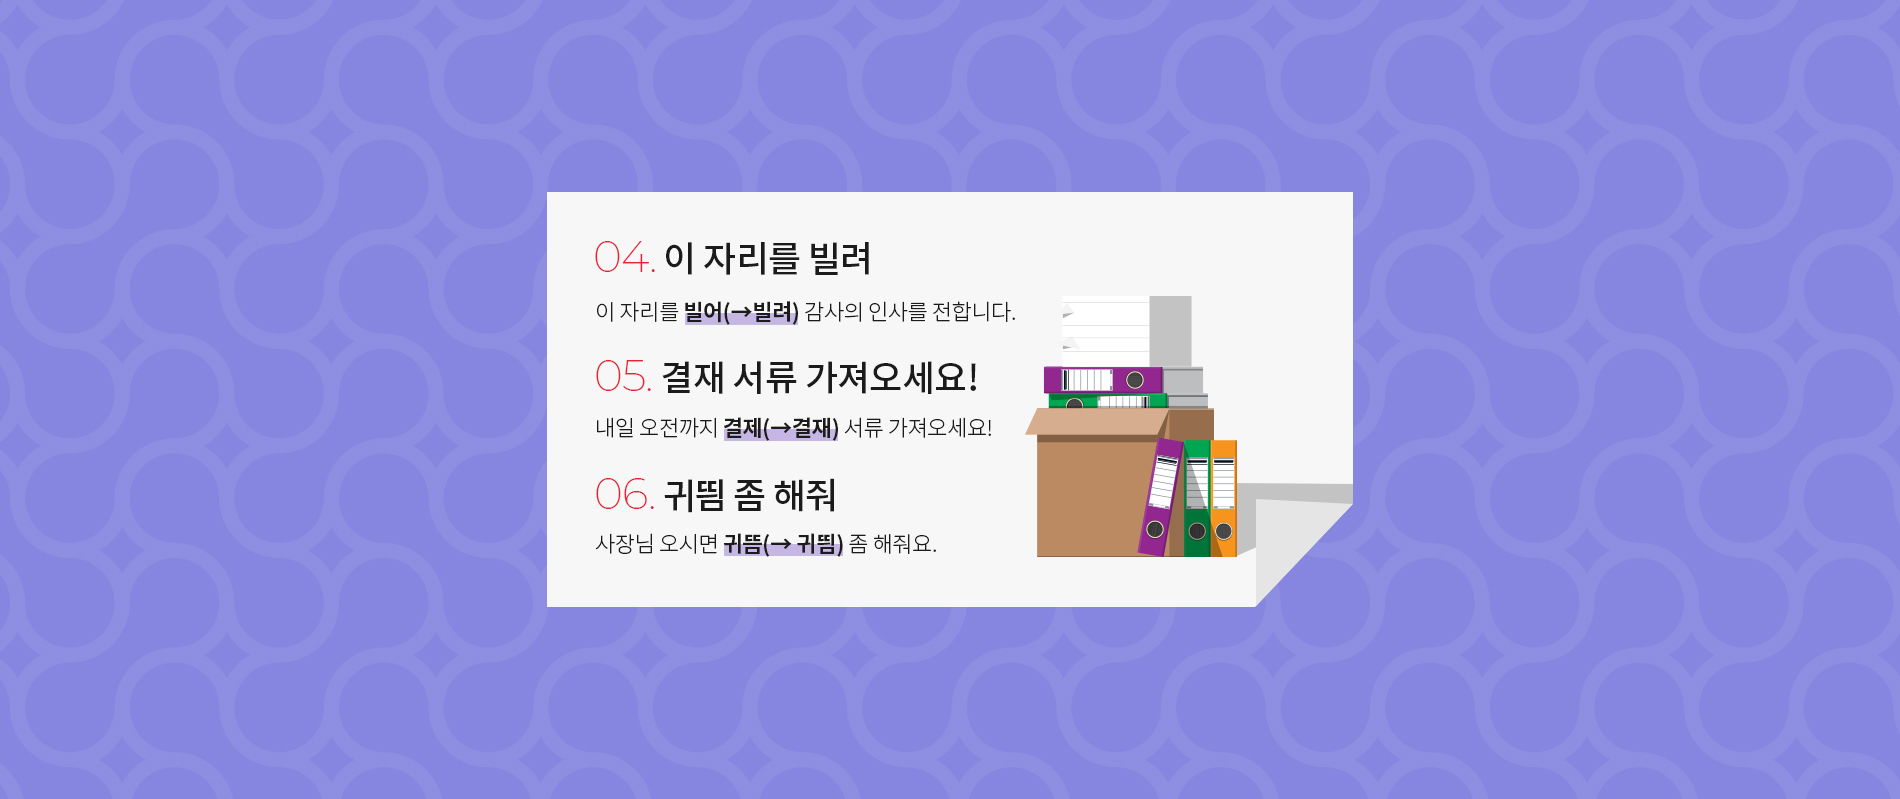 04. 이 자리를 빌려
이 자리를 빌어(→빌려) 감사의 인사를 전합니다.
05. 결재 서류 가져오세요!
내일 오전까지 결제(→결재) 서류 가져오세요!
06. 귀띔 좀 해줘
사장님 오시면 귀뜸(→ 귀띔) 좀 해줘요.